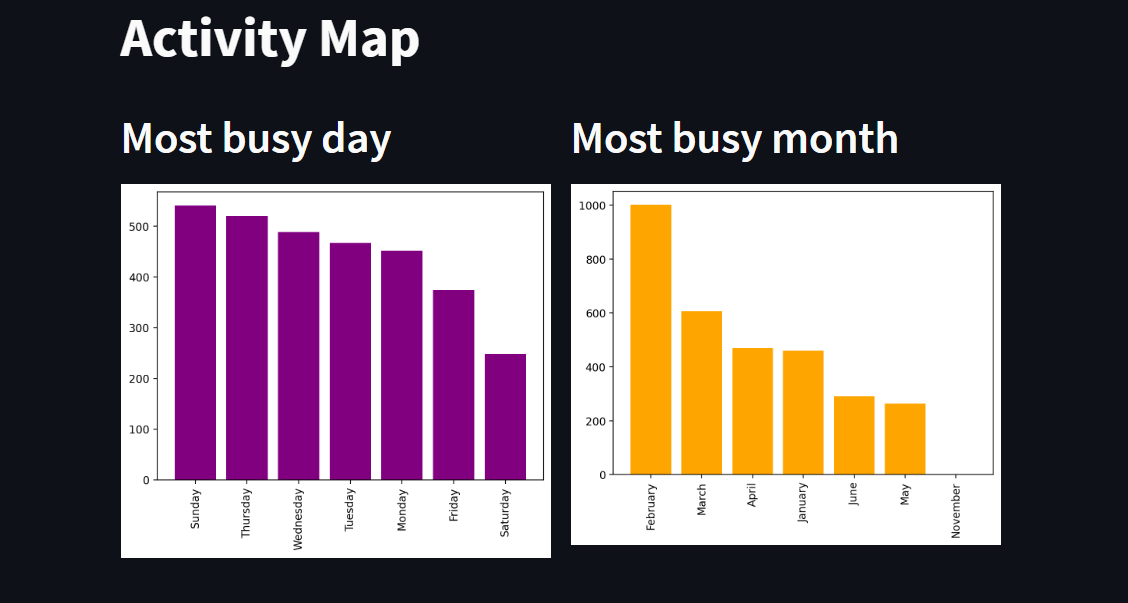 Activity Map
Most busy day
Most busy month
500
400
300
200
100
0
Sunday
Thursday
Wednesday
Tuesday
Monday
Friday
Saturday
1000
800
600
400
200
0
February
March
April
January
June
May
November